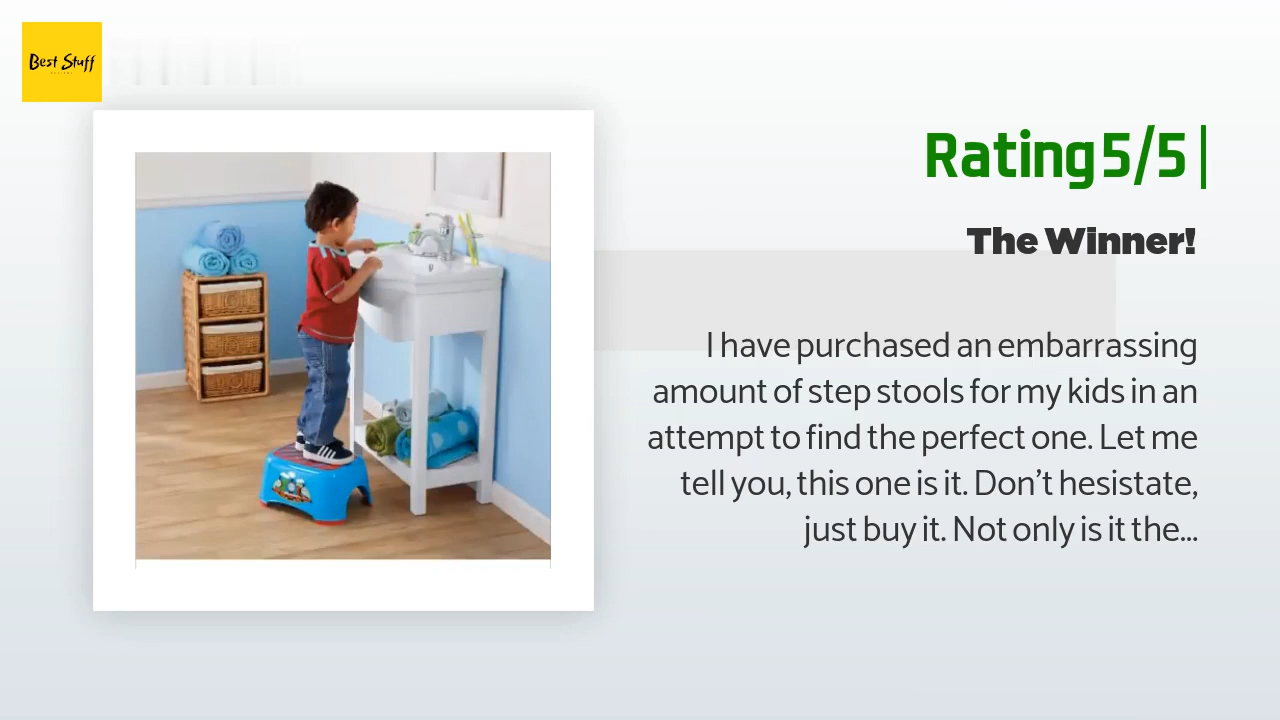 Best Stuff
Rating 5/5 |
The Winner!
I have purchased an embarrassing
amount of step stools for my kids in an
attempt to find the perfect one. Let me
tell you, this one is it. Don't hesistate,
just buy it. Not only is it the...